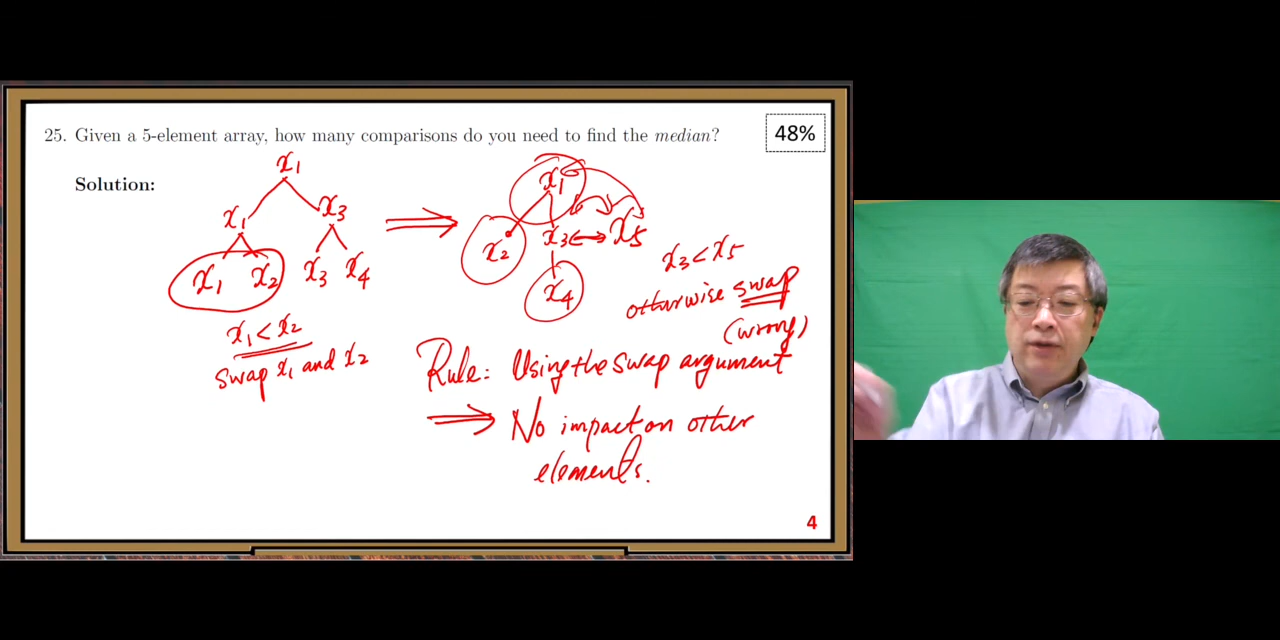 25. Given a 5-element array, how many comparisons do you need to find the median?
48%
Solution:
x1
x1 x3
x1 x2 x3 x4
x1 < x2
swap x1 and x2
⟹
x1
x2 x3 ↔ x5
x4
x3 < x5
otherwise swap
(wrong)
Rule: Using the swap argument
⟹ No impact on other
elements.
4